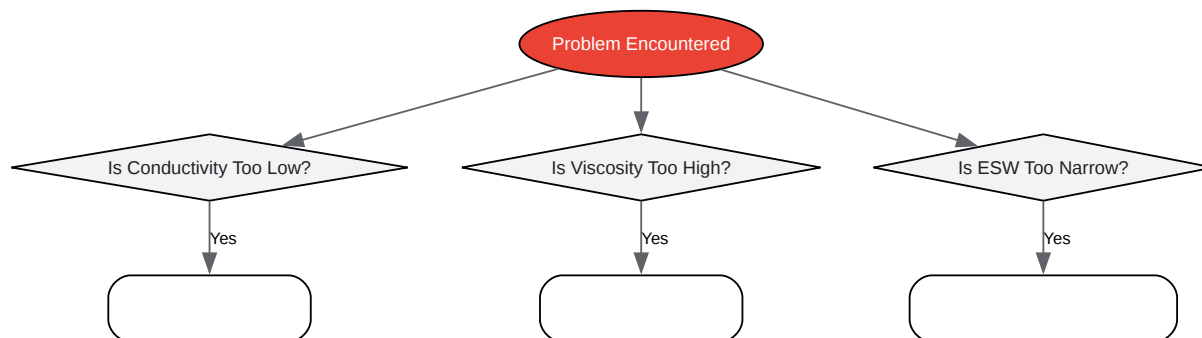 Problem Encountered
Is Conductivity Too Low?
Is Viscosity Too High?
Is ESW Too Narrow?
Yes
Yes
Yes